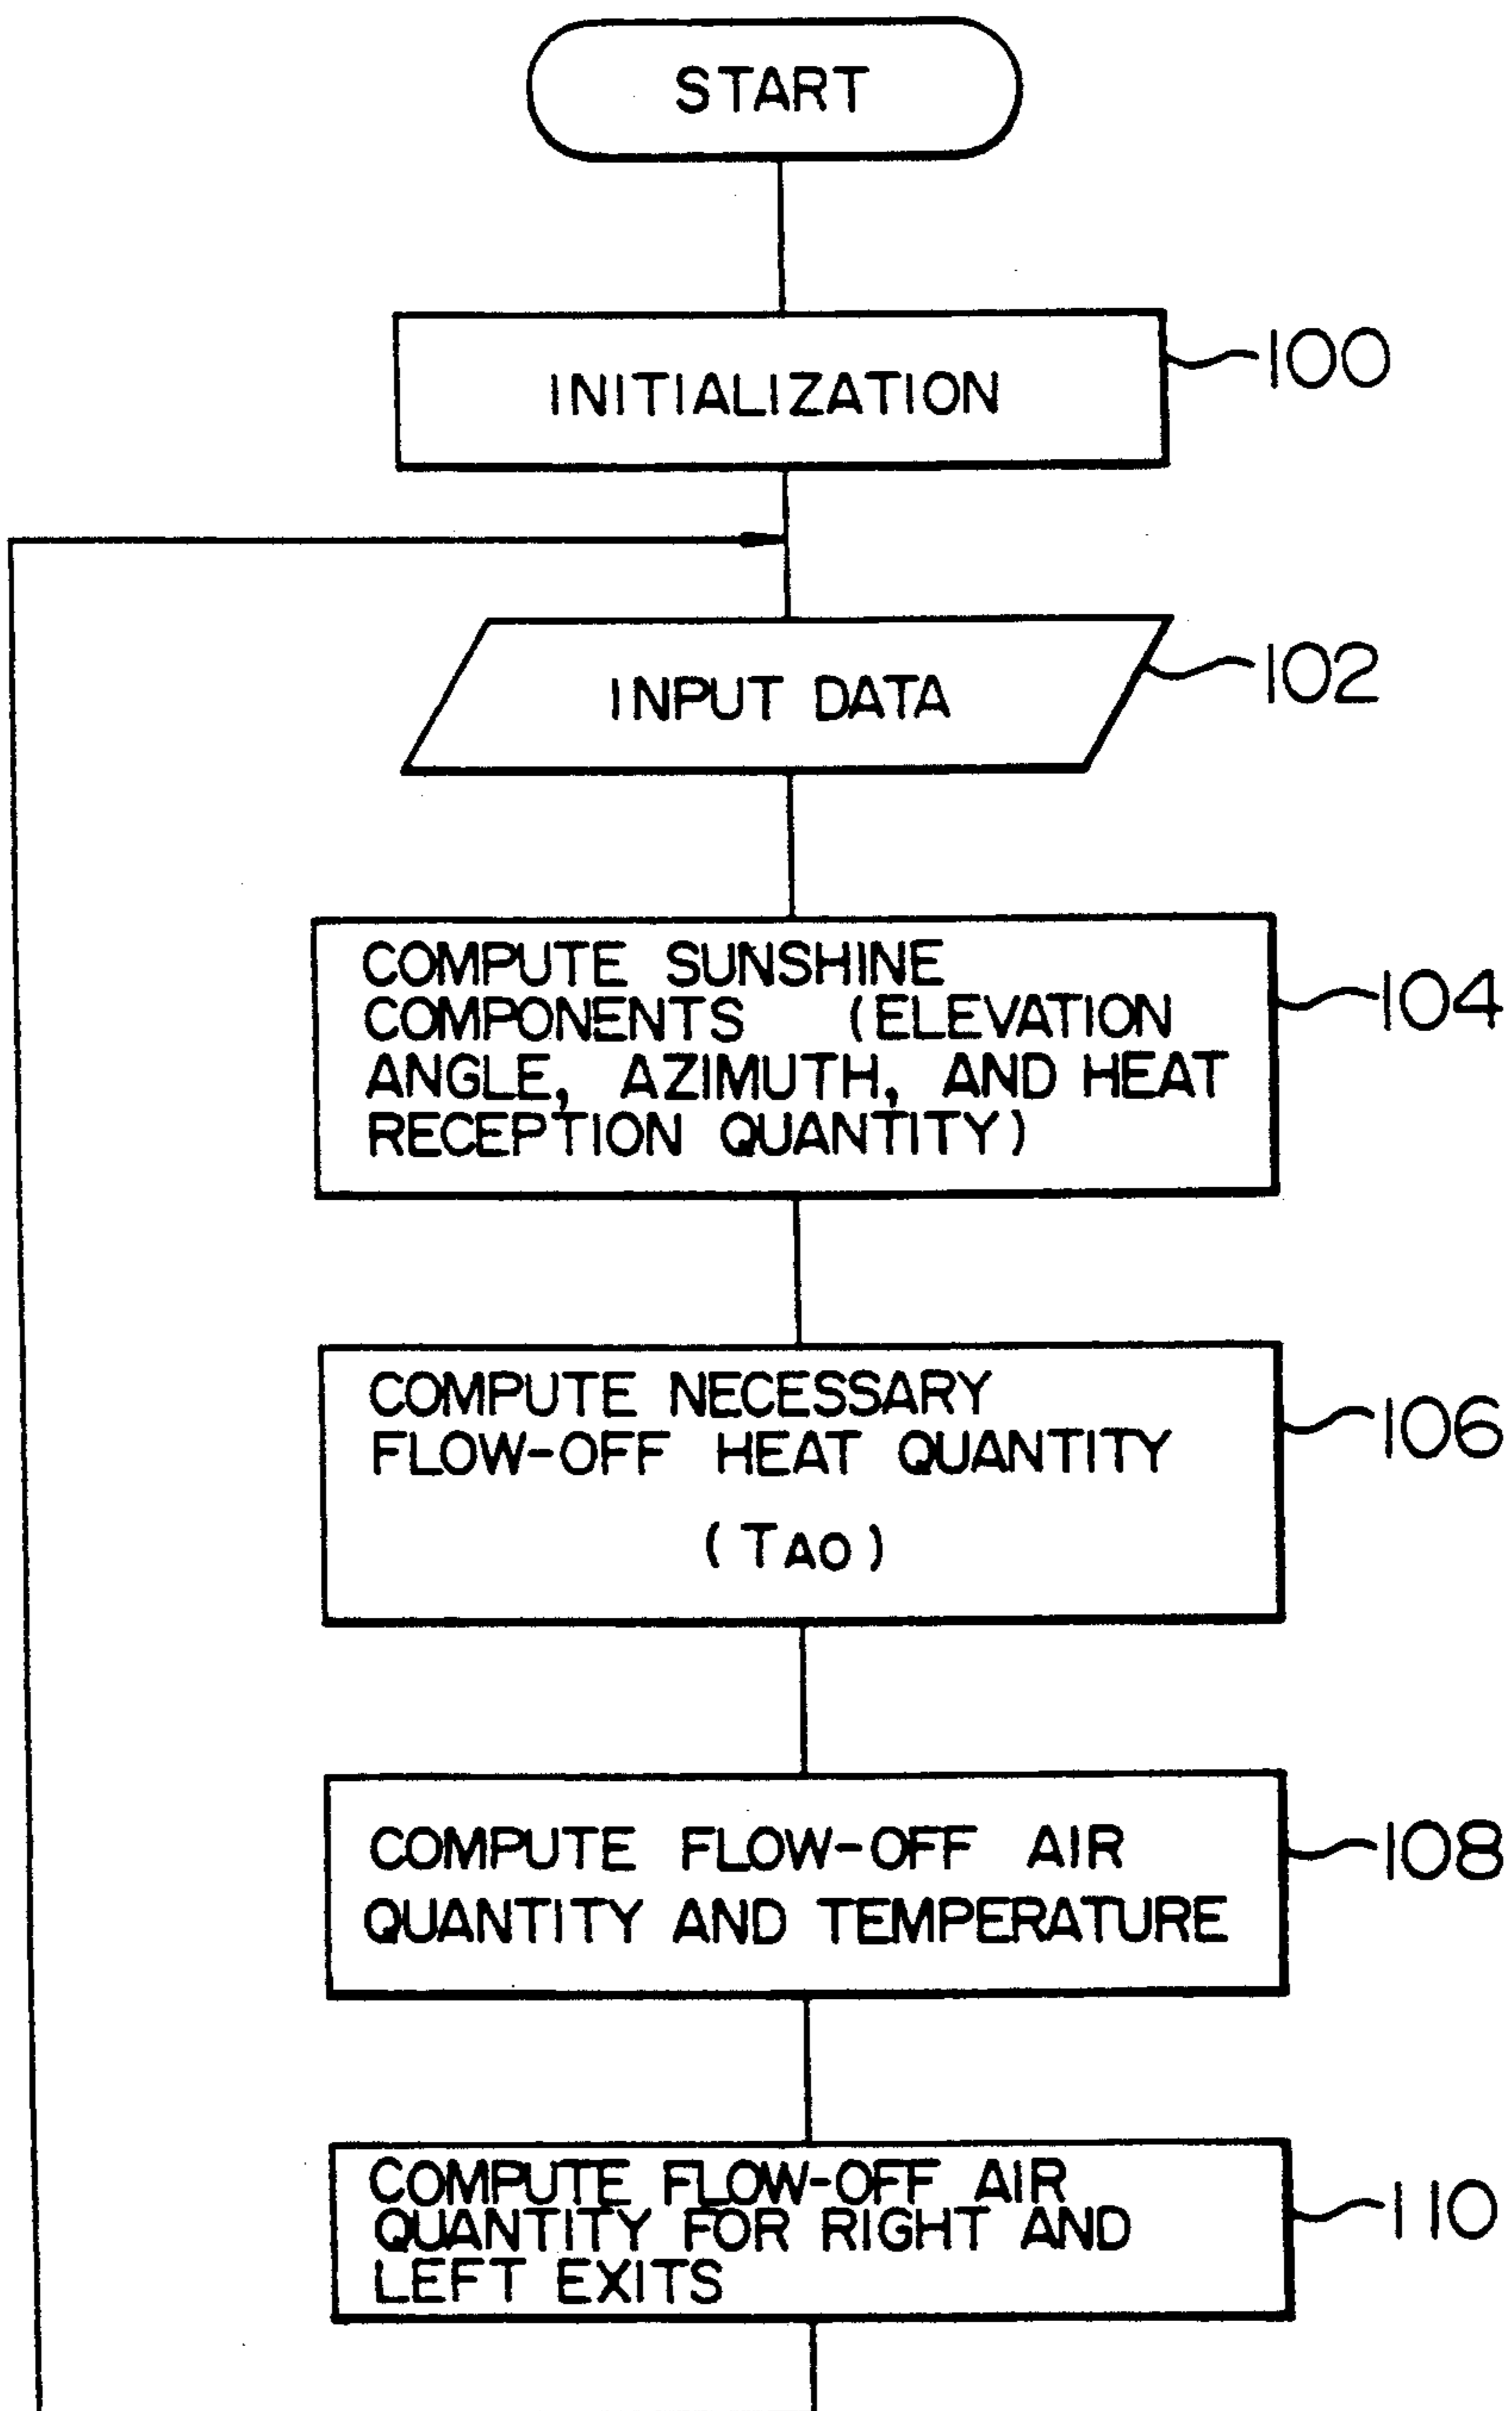 START
INITIALIZATION
100
INPUT DATA
102
COMPUTE SUNSHINE
COMPONENTS (ELEVATION
ANGLE, AZIMUTH, AND HEAT
RECEPTION QUANTITY)
104
COMPUTE NECESSARY
FLOW-OFF HEAT QUANTITY
(TAO)
106
COMPUTE FLOW-OFF AIR
QUANTITY AND TEMPERATURE
108
COMPUTE FLOW-OFF AIR
QUANTITY FOR RIGHT AND
LEFT EXITS
110